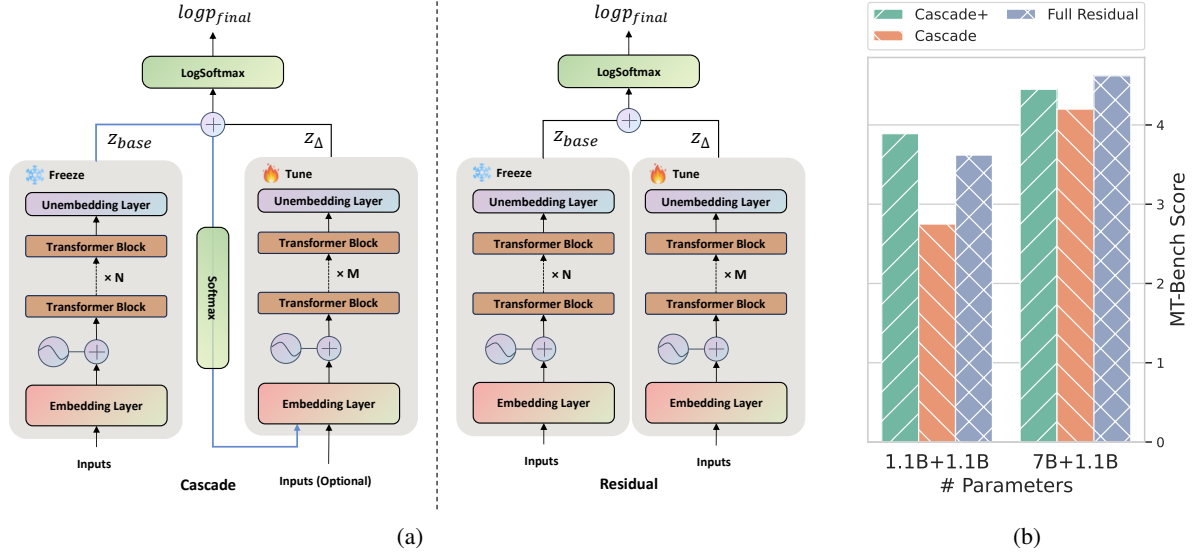 logp_final
LogSoftmax
+
z_base
z_Δ
Freeze
Unembedding Layer
Transformer Block
× N
Transformer Block
+
Embedding Layer
Inputs
Softmax
Tune
Unembedding Layer
Transformer Block
× M
Transformer Block
+
Embedding Layer
Inputs (Optional)
Cascade
logp_final
LogSoftmax
+
z_base
z_Δ
Freeze
Unembedding Layer
Transformer Block
× N
Transformer Block
+
Embedding Layer
Inputs
Tune
Unembedding Layer
Transformer Block
× M
Transformer Block
+
Embedding Layer
Inputs
Residual
(a)
Cascade+
Cascade
Full Residual
4
3
2
1
0
MT-Bench Score
1.1B+1.1B
7B+1.1B
# Parameters
(b)